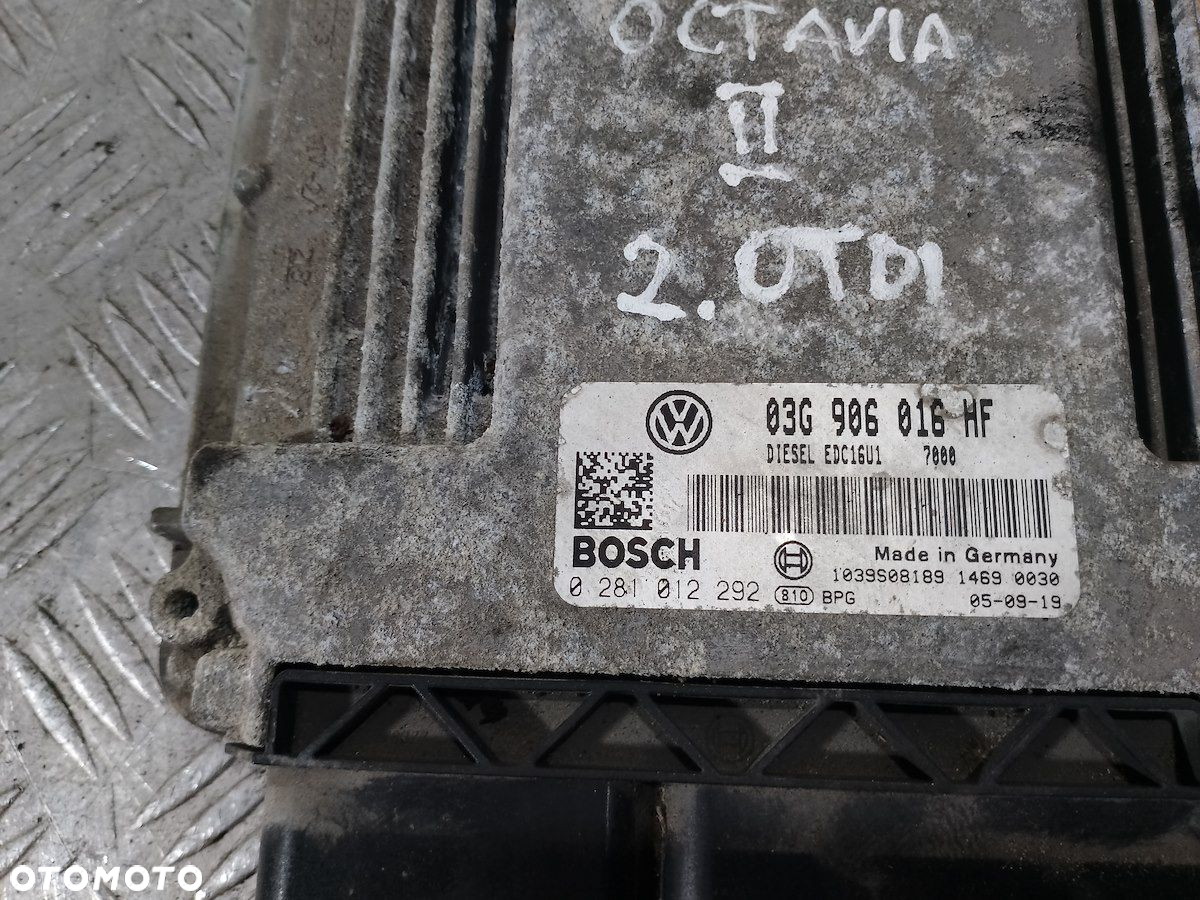 OCTAVIA
II
2.0TDI
03G 906 016 HF
DIESEL EDC16U1 7000
BOSCH
Made in Germany
1039S08189 1469 0030
0 281 012 292 810 BPG
05-09-19
OTOMOTO